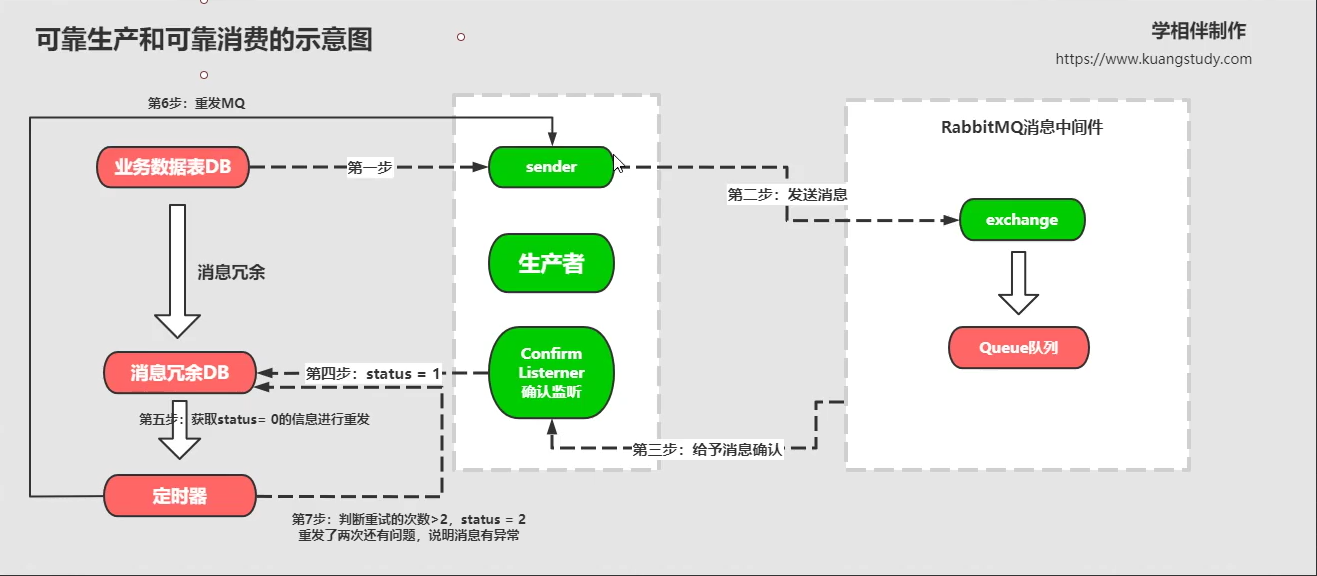 可靠生产和可靠消费的示意图
学相伴制作
https://www.kuangstudy.com
第6步：重发MQ
RabbitMQ消息中间件
业务数据表DB
第一步
sender
第二步：发送消息
exchange
消息冗余
生产者
Queue队列
消息冗余DB
第四步：status = 1
Confirm
Listerner
确认监听
第五步：获取status= 0的信息进行重发
第三步：给予消息确认
定时器
第7步：判断重试的次数>2，status = 2
重发了两次还有问题，说明消息有异常